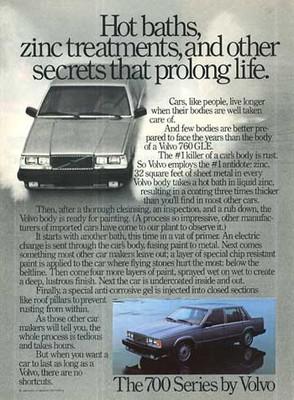 Hot baths,
zinc treatments, and other
secrets that prolong life.
Cars, like people, live longer
when their bodies are well taken
care of.
And few bodies are better pre-
pared to face the years than the body
of a Volvo 760 GLE.
The #1 killer of a car's body is rust.
So Volvo employs the #1 antidote: zinc.
32 square feet of sheet metal in every
Volvo body takes a hot bath in liquid zinc,
resulting in a coating three times thicker
than you'll find in most other cars.
Then, after a thorough cleansing, an inspection, and a rub down, the
Volvo body is ready for painting. (A process so impressive, other manufac-
turers of imported cars have come to our plant to observe it.)
It starts with another bath, this time in a vat of primer. An electric
charge is sent through the car's body, fusing paint to metal. Next comes
something most other car makers leave out; a layer of special chip resistant
paint is applied to the car where flying stones hurt the most: below the
beltline. Then come four more layers of paint, sprayed wet on wet to create
a deep, lustrous finish. Next the car is undercoated inside and out.
Finally, a special anti-corrosive gel is injected into closed sections
like roof pillars to prevent
rusting from within.
As those other car
makers will tell you, the
whole process is tedious
and takes hours.
But when you want a
car to last as long as a
Volvo, there are no
shortcuts.
The 700 Series by Volvo